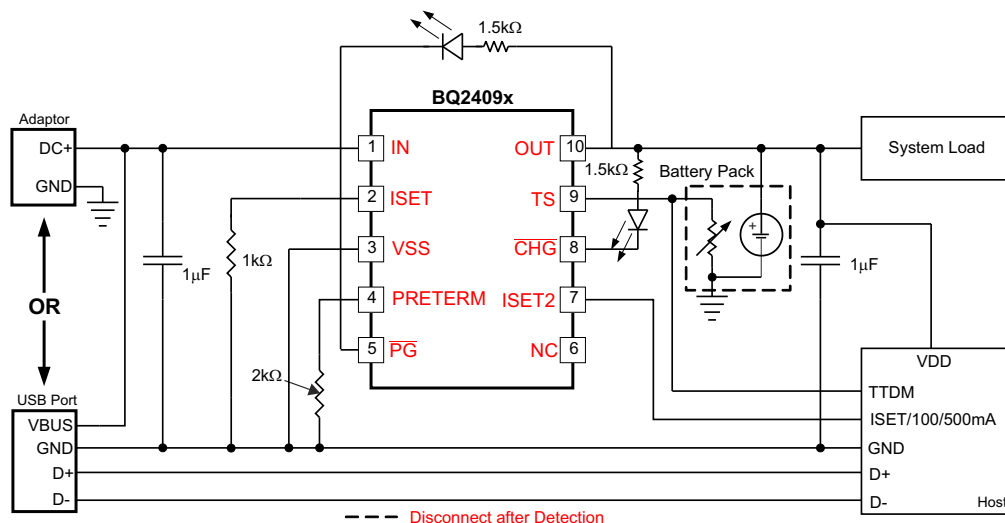 1.5kΩ
BQ2409x
Adaptor
DC+
GND
1 IN
OUT 10
System Load
1.5kΩ
Battery Pack
2 ISET
TS 9
+
3 VSS
CHG 8
1kΩ
1μF
1μF
OR
4 PRETERM
ISET2 7
5 PG
NC 6
VDD
2kΩ
USB Port
TTDM
VBUS
ISET/100/500mA
GND
GND
D+
D+
D-
D-
Host
Disconnect after Detection